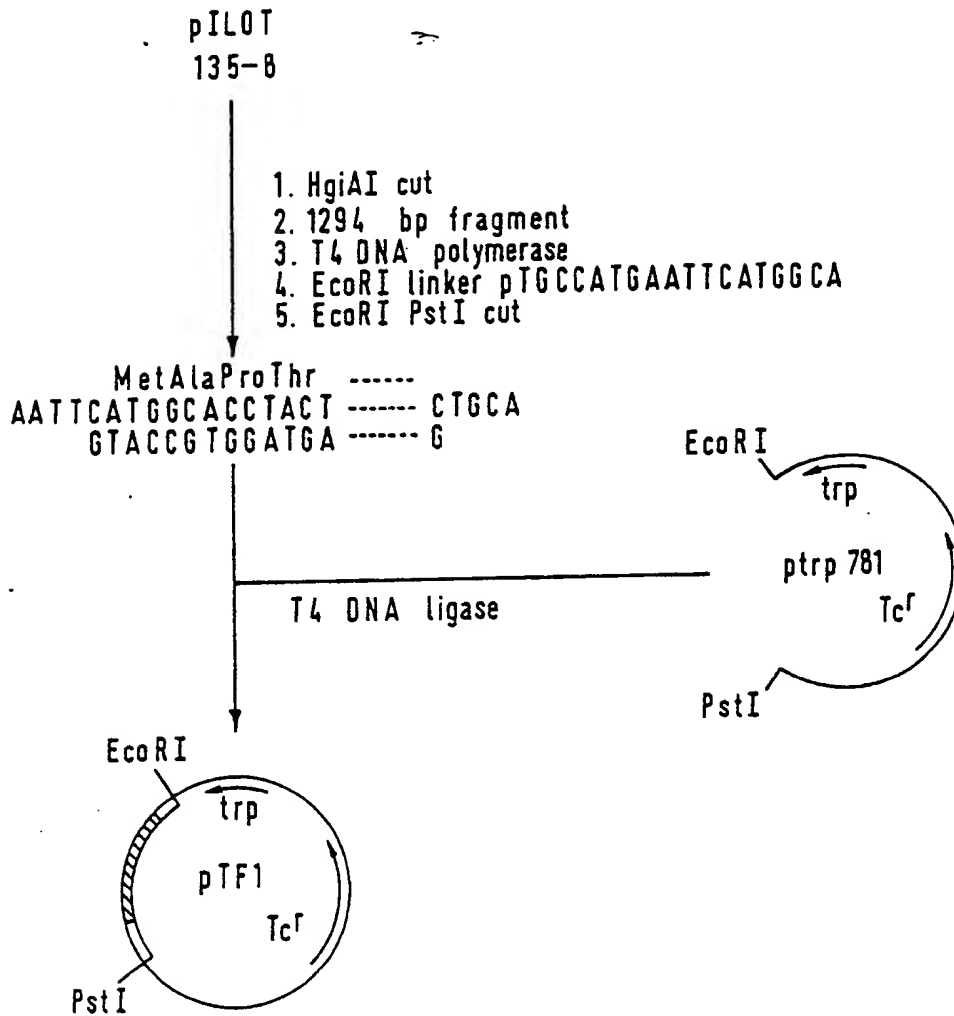 pILOT
135-8
1. HgiAI cut
2. 1294 bp fragment
3. T4 DNA polymerase
4. EcoRI linker pTGCCATGAATTCATGGCA
5. EcoRI PstI cut
MetAlaProThr ------
AATTCATGGCACCTACT ------- CTGCA
GTACCGTGGATGA ------- G
EcoRI
trp
ptrp 781
Tcr
PstI
T4 DNA ligase
EcoRI
trp
pTF1
Tcr
PstI